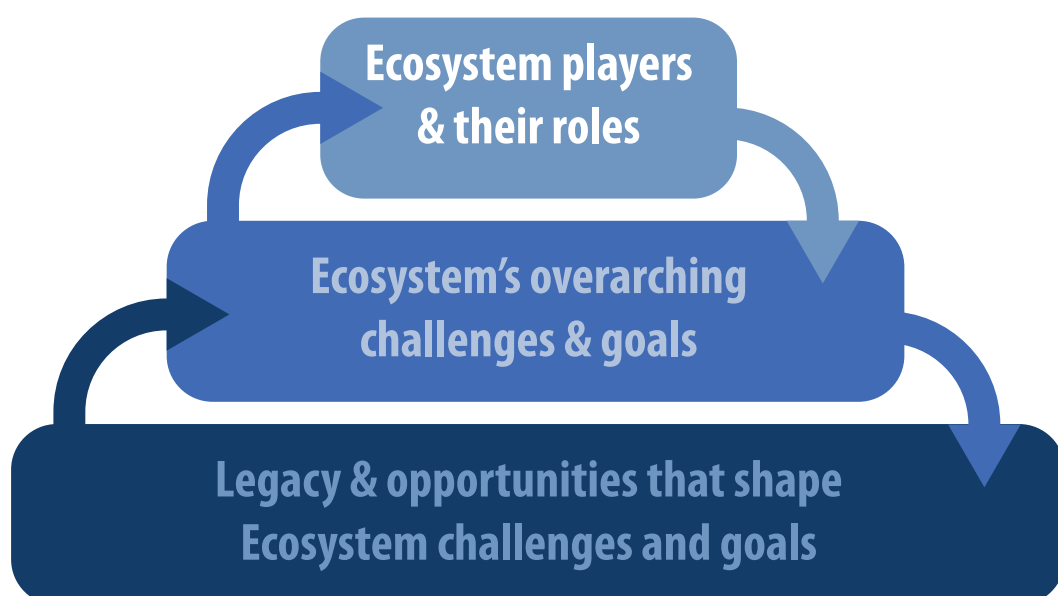 Ecosystem players
& their roles
Ecosystem’s overarching
challenges & goals
Legacy & opportunities that shape
Ecosystem challenges and goals